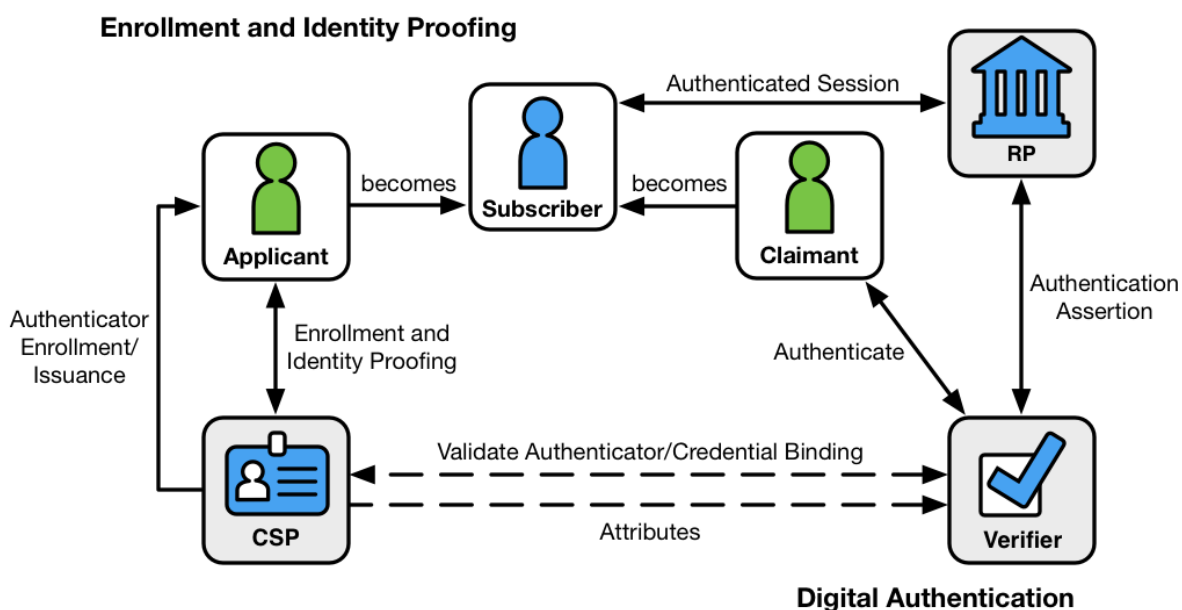 Enrollment and Identity Proofing
Authenticated Session
RP
becomes
Subscriber
becomes
Applicant
Claimant
Authenticator
Enrollment/
Issuance
Enrollment and
Identity Proofing
Authenticate
Authentication
Assertion
Validate Authenticator/Credential Binding
CSP
Attributes
Verifier
Digital Authentication